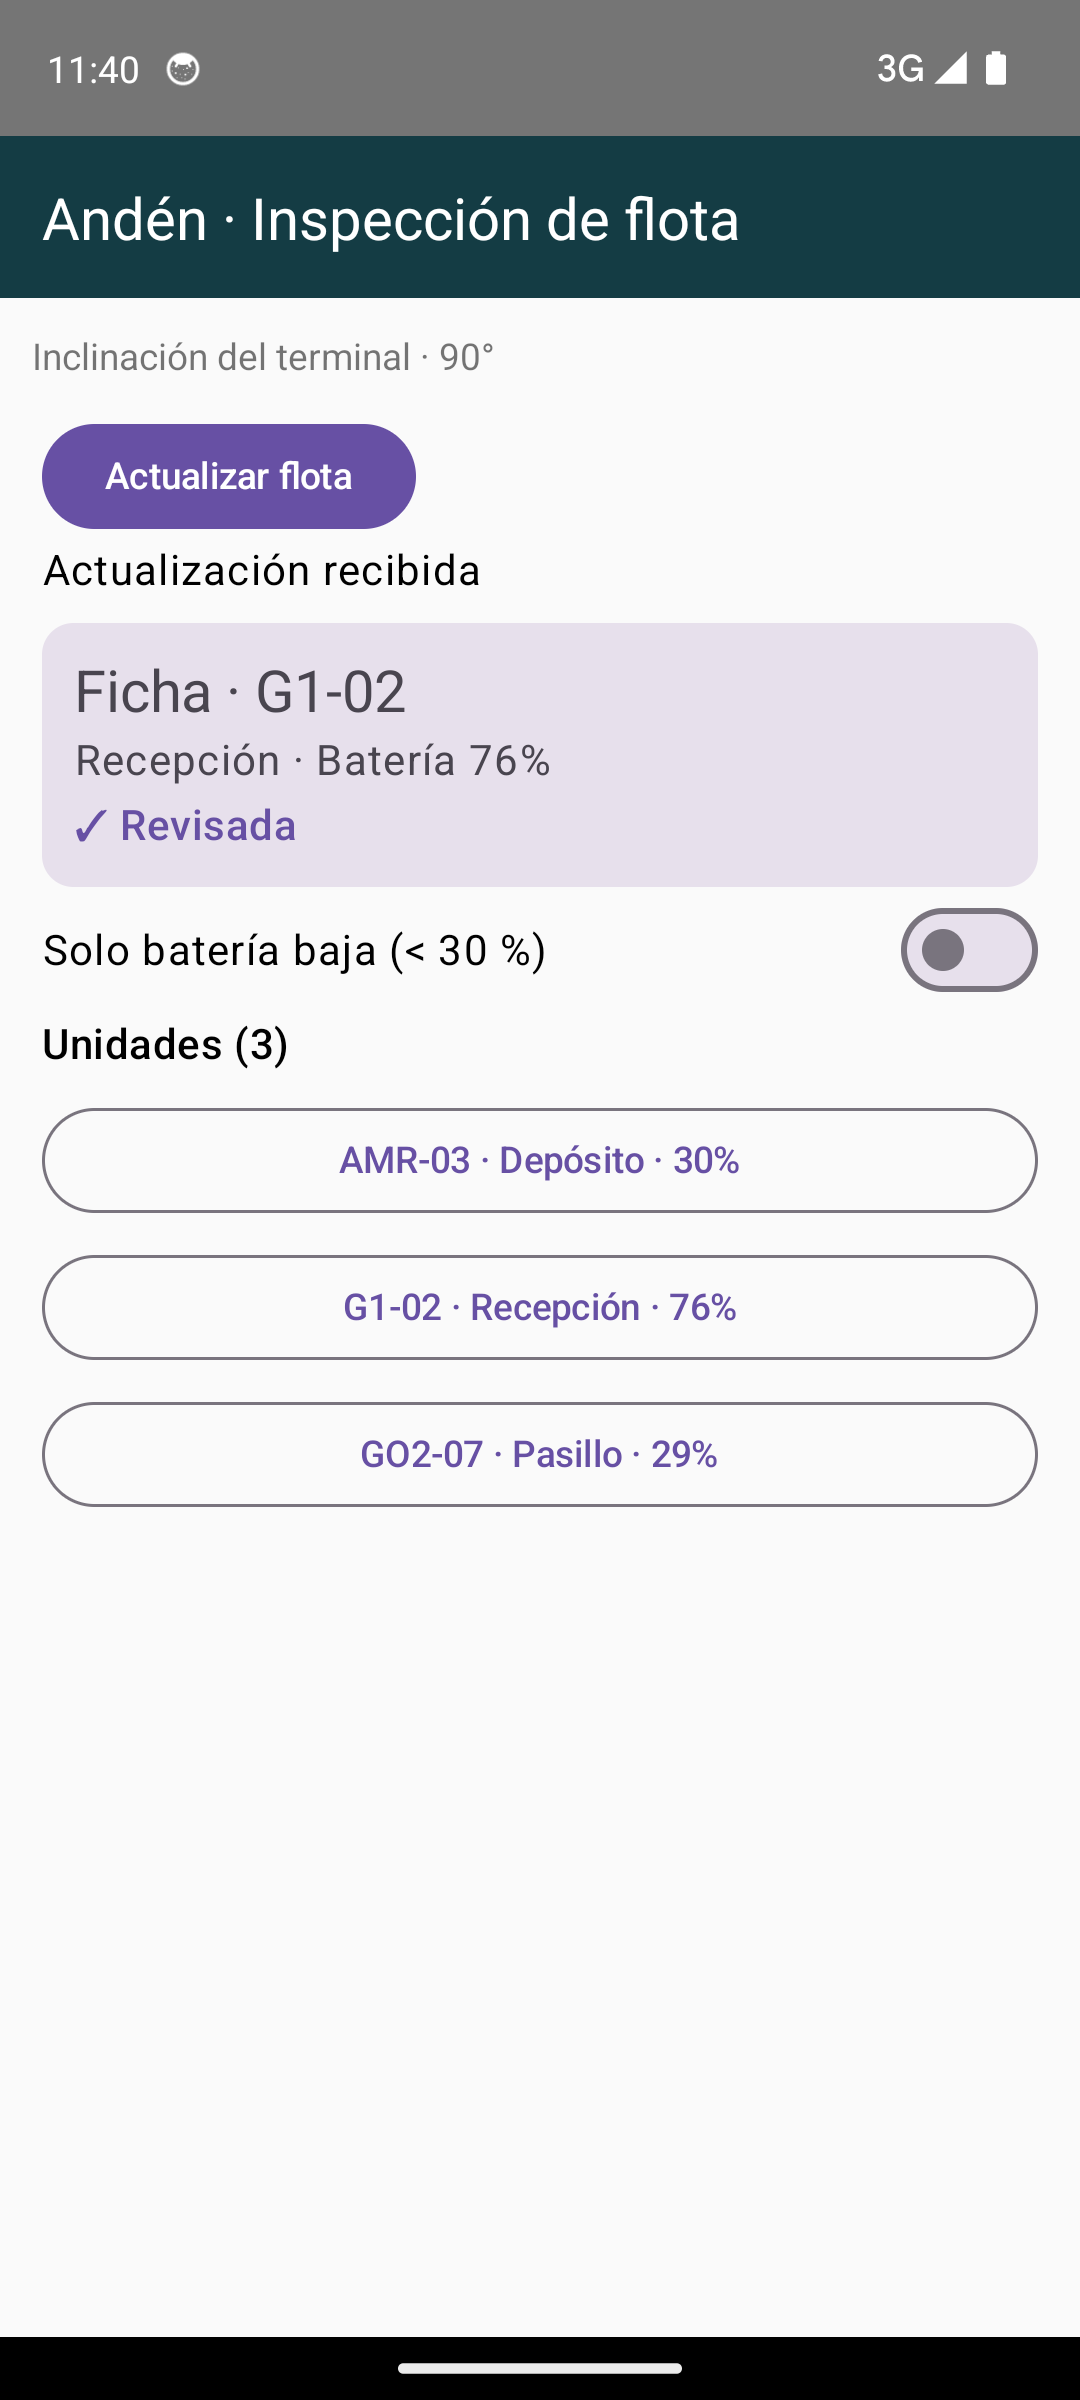 11:40 3G
Andén · Inspección de flota
Inclinación del terminal · 90°
Actualizar flota
Actualización recibida
Ficha · G1-02
Recepción · Batería 76%
✓ Revisada
Solo batería baja (< 30 %)
Unidades (3)
AMR-03 · Depósito · 30%
G1-02 · Recepción · 76%
GO2-07 · Pasillo · 29%